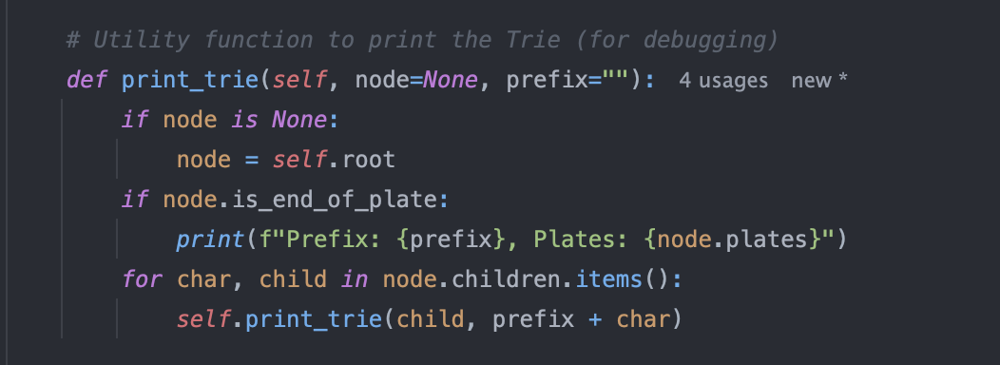 # Utility function to print the Trie (for debugging)
def print_trie(self, node=None, prefix=""): 4 usages new *
if node is None:
node = self.root
if node.is_end_of_plate:
print(f"Prefix: {prefix}, Plates: {node.plates}")
for char, child in node.children.items():
self.print_trie(child, prefix + char)